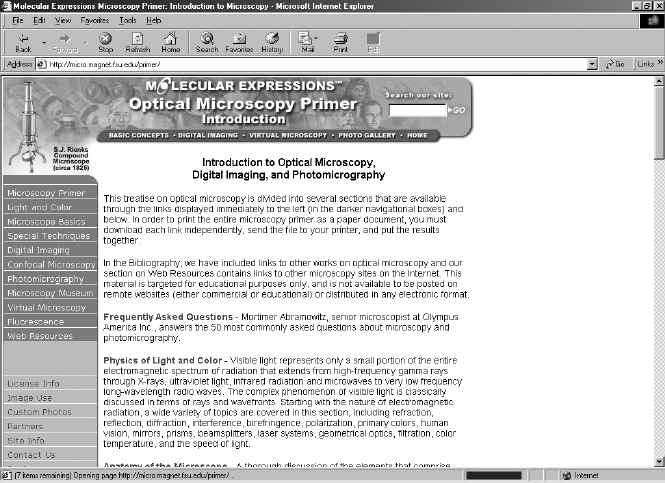 Molecular Expressions Microscopy Primer: Introduction to Microscopy - Microsoft Internet Explorer
File Edit View Favorites Tools Help
Back Forward Stop Refresh Home Search Favorites History Mail Print Edit
Address http://micro.magnet.fsu.edu/primer/ Go Links »
MOLECULAR EXPRESSIONS™
Optical Microscopy Primer
Introduction
Search our site:
GO
BASIC CONCEPTS • DIGITAL IMAGING • VIRTUAL MICROSCOPY • PHOTO GALLERY • HOME
S.J. Rienks
Compound
Microscope
(circa 1825)
Microscopy Primer
Light and Color
Microscope Basics
Special Techniques
Digital Imaging
Confocal Microscopy
Photomicrography
Microscopy Museum
Virtual Microscopy
Fluorescence
Web Resources
License Info
Image Use
Custom Photos
Partners
Site Info
Contact Us
Introduction to Optical Microscopy,
Digital Imaging, and Photomicrography
This treatise on optical microscopy is divided into several sections that are available
through the links displayed immediately to the left (in the darker navigational boxes) and
below. In order to print the entire microscopy primer as a paper document, you must
download each link independently, send the file to your printer, and put the results
together.
In the Bibliography, we have included links to other works on optical microscopy and our
section on Web Resources contains links to other microscopy sites on the Internet. This
material is targeted for educational purposes only, and is not available to be posted on
remote websites (either commercial or educational) or distributed in any electronic format.
Frequently Asked Questions - Mortimer Abramowitz, senior microscopist at Olympus
America Inc., answers the 50 most commonly asked questions about microscopy and
photomicrography.
Physics of Light and Color - Visible light represents only a small portion of the entire
electromagnetic spectrum of radiation that extends from high-frequency gamma rays
through X-rays, ultraviolet light, infrared radiation and microwaves to very low frequency
long-wavelength radio waves. The complex phenomenon of visible light is classically
discussed in terms of rays and wavefronts. Starting with the nature of electromagnetic
radiation, a wide variety of topics are covered in this section, including refraction,
reflection, diffraction, interference, birefringence, polarization, primary colors, human
vision, mirrors, prisms, beamsplitters, laser systems, geometrical optics, filtration, color
temperature, and the speed of light.
Anatomy of the Microscope - A thorough discussion of the elements that comprise
(7 items remaining) Opening page http://micro.magnet.fsu.edu/primer/... Internet